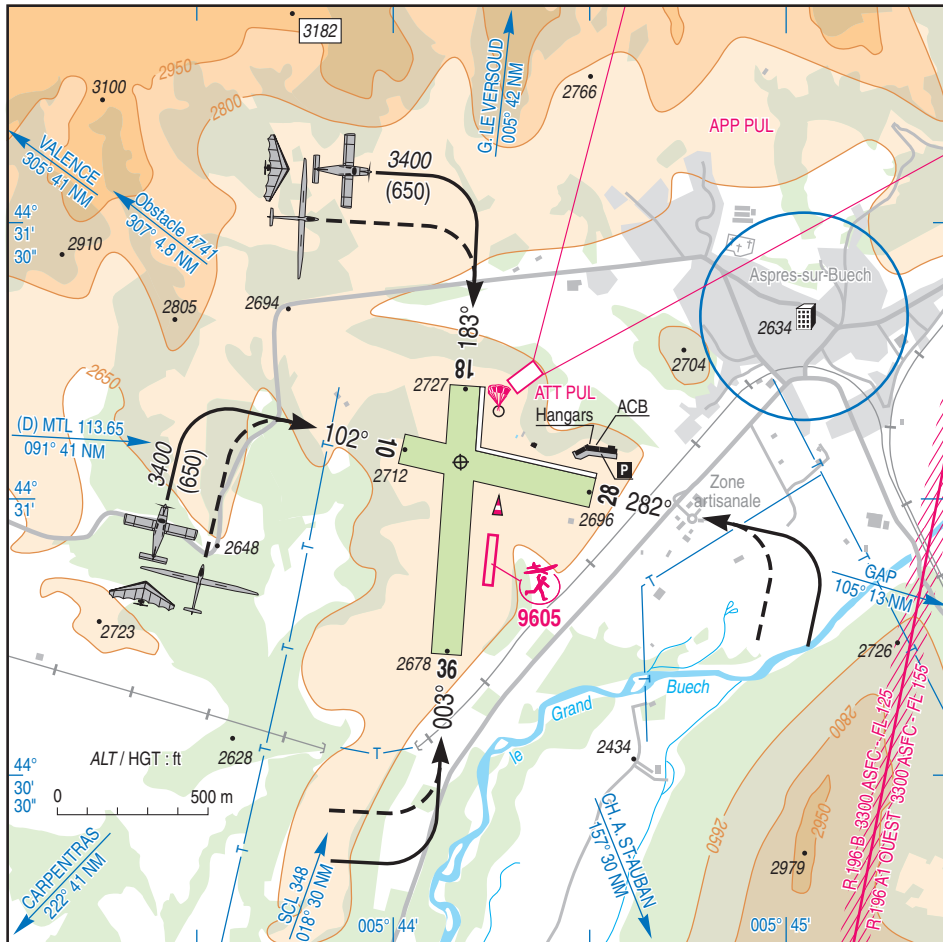 3182
2950
3100
2800
2766
G. LE VERSOUD
005° 42 NM
APP PUL
VALENCE
305° 41 NM
3400
(650)
Obstacle 4741
307° 4.8 NM
44°
31'
30"
2910
2805
2694
Aspres-sur-Buech
2634
183°
18
2704
2650
2727
ATT PUL
Hangars
ACB
(D) MTL 113.65
091° 41 NM
102°
10
2712
P
3400
(650)
28
282°
2696
Zone
artisanale
44°
31'
2648
GAP
105° 13 NM
9605
2723
2726
2678
36
003°
Buech
Grand
le
2800
ALT / HGT : ft
2628
2434
44°
30'
30"
0
500 m
2650
2950
2979
CARPENTRAS
222° 41 NM
SCL 348
018° 30 NM
CH. A. ST-AUBAN
157° 30 NM
R 196 B 3300 ASFC - FL 125
R 196 A1 OUEST 3300 ASFC - FL 155
005° 44'
005° 45'
T
T
T
T
T
T
T
T